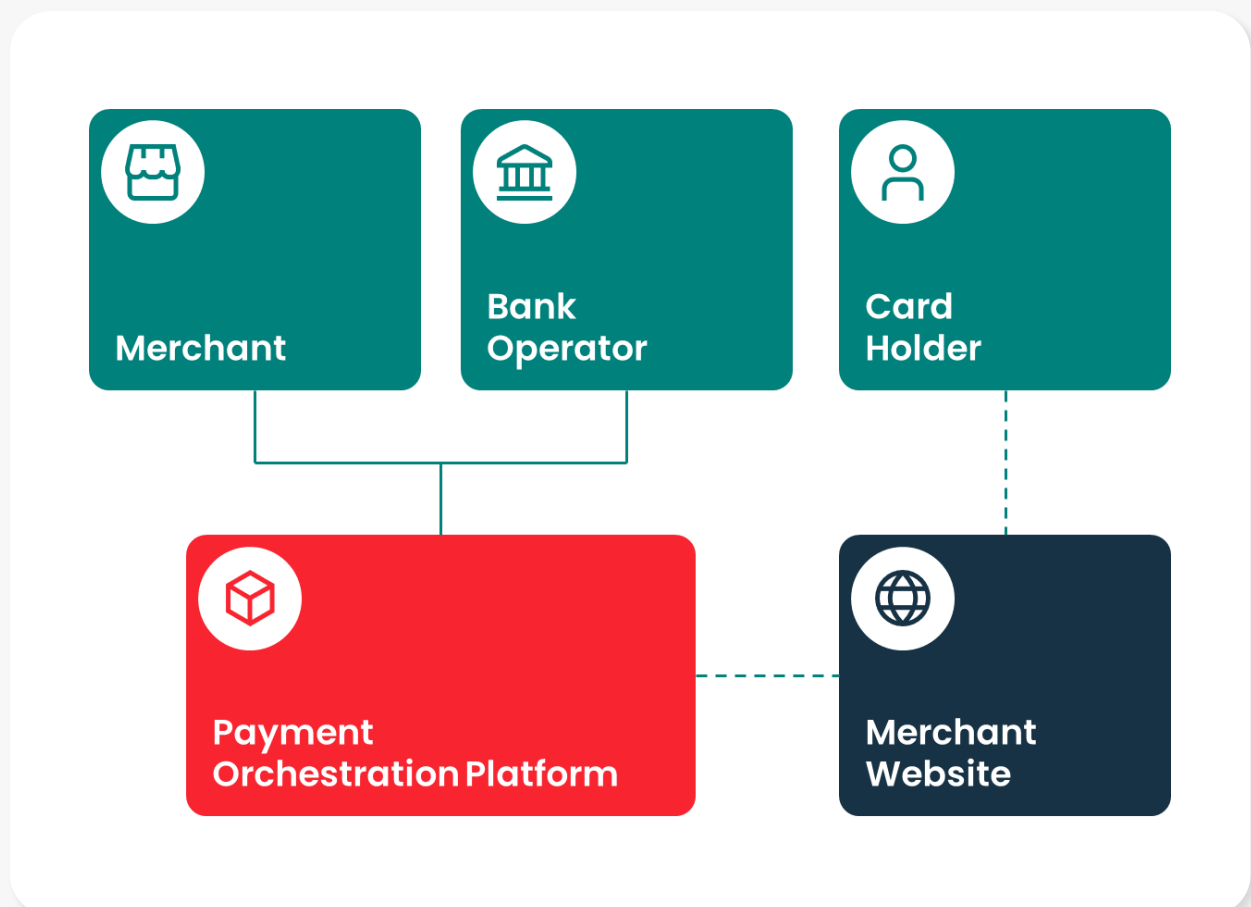 Merchant
Bank
Operator
Card
Holder
Payment
Orchestration Platform
Merchant
Website